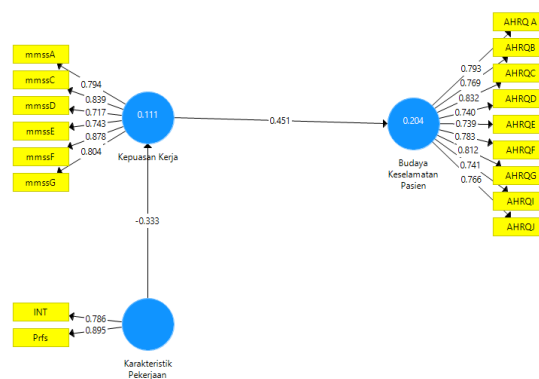 AHRQ A
AHRQB
AHRQC
AHRQD
AHRQE
AHRQF
AHRQG
AHRQI
AHRQJ
0.793
0.769
0.832
0.740
0.739
0.783
0.812
0.741
0.766
mmssA
mmssC
mmssD
mmssE
mmssF
mmssG
0.794
0.839
0.717
0.743
0.878
0.804
0.111
Kepuasan Kerja
0.451
0.204
Budaya
Keselamatan
Pasien
-0.333
INT
Prfs
0.786
0.895
Karakteristik
Pekerjaan